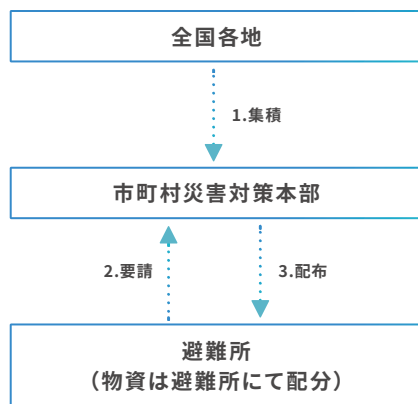 全国各地
1.集積
市町村災害対策本部
2.要請
3.配布
避難所
（物資は避難所にて配分）